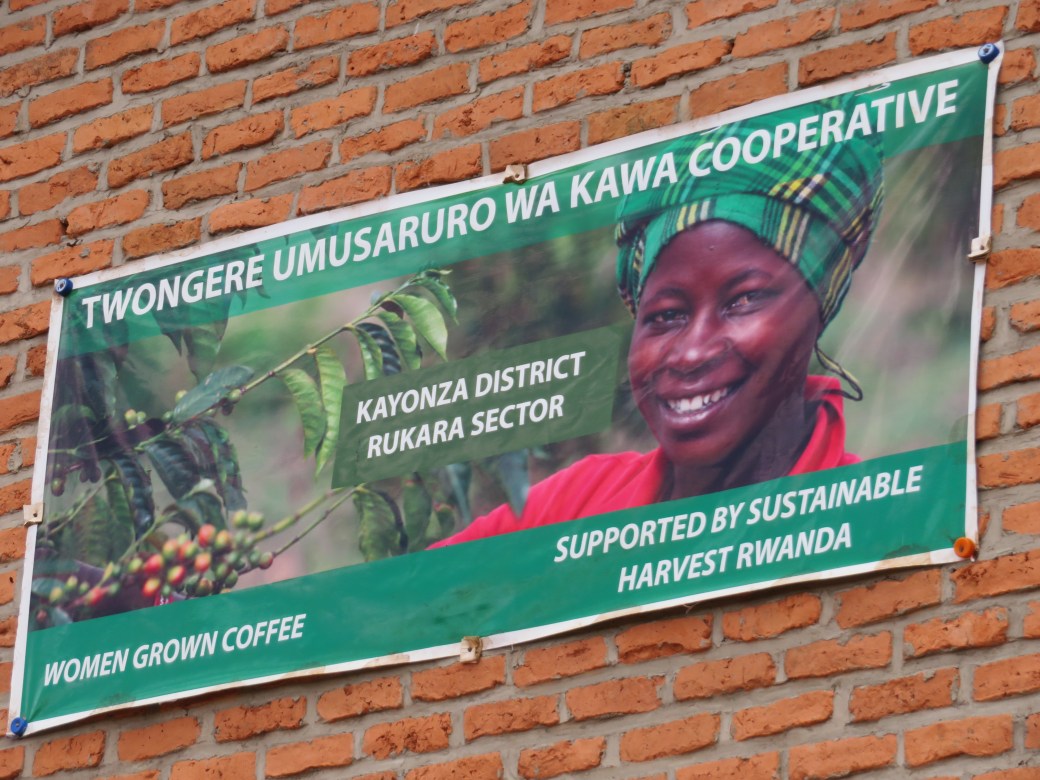 TWONGERE UMUSARURO WA KAWA COOPERATIVE
KAYONZA DISTRICT
RUKARA SECTOR
SUPPORTED BY SUSTAINABLE
HARVEST RWANDA
WOMEN GROWN COFFEE